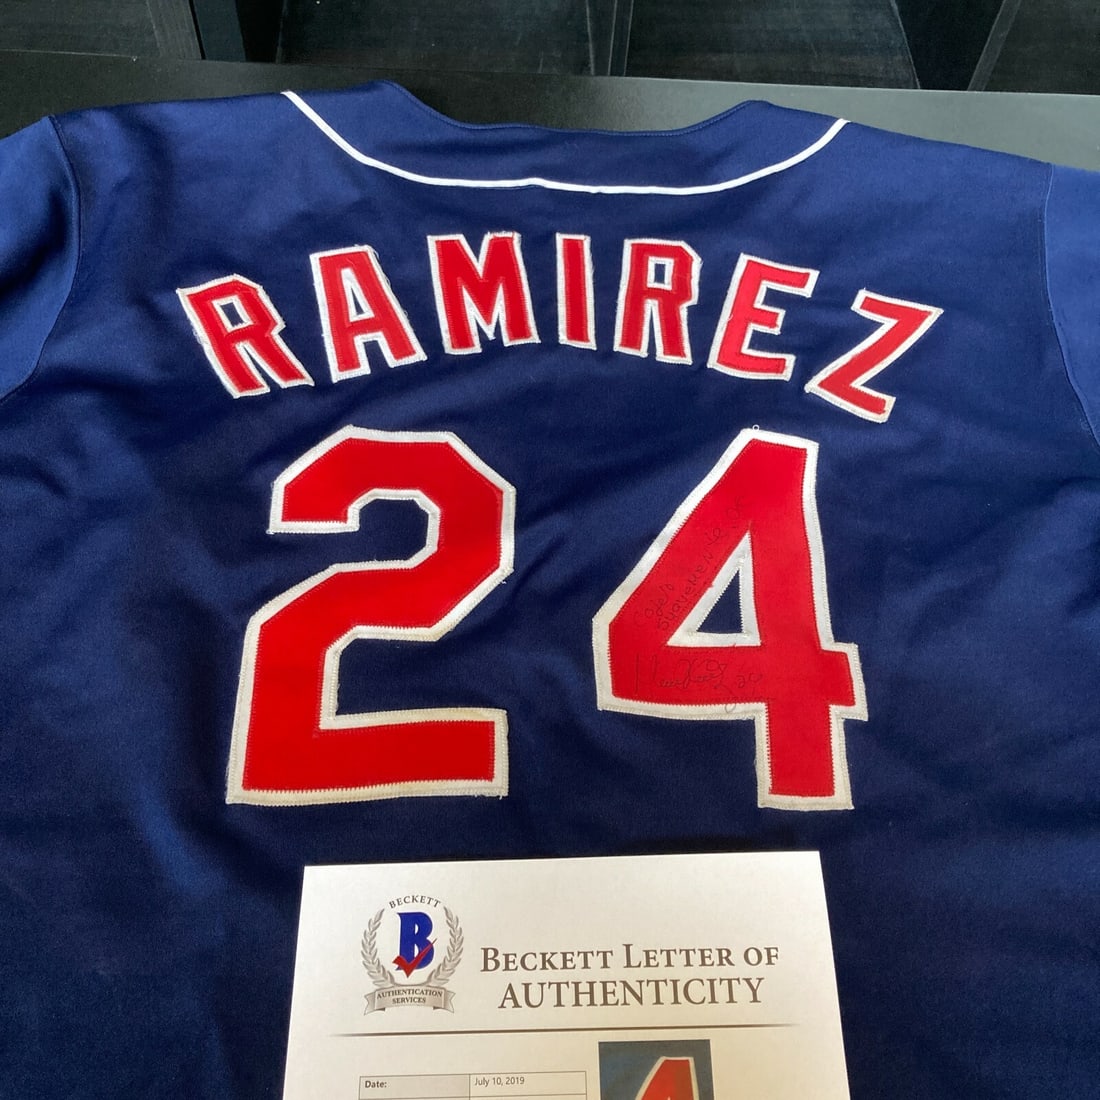 RAMIREZ
24
BECKETT
B
AUTHENTICATION
SERVICES
BECKETT LETTER OF
AUTHENTICITY
Date: July 10, 2019